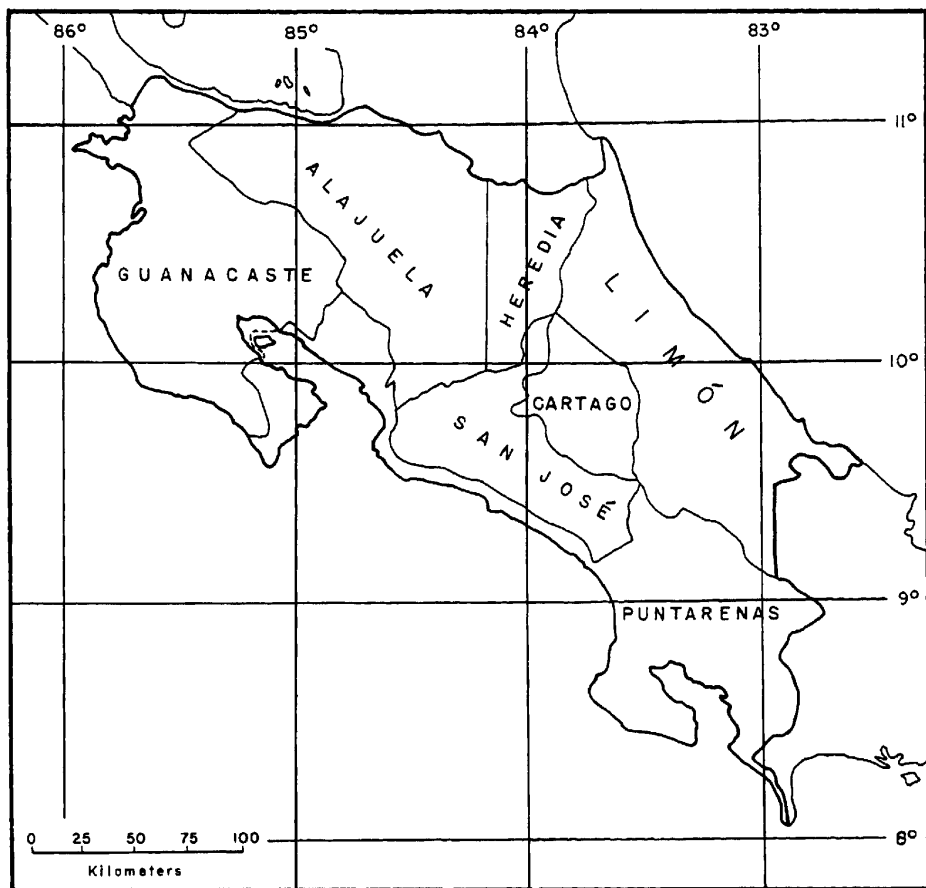 86° 85° 84° 83°
11°
ALAJUELA
HEREDIA
GUANACASTE
LIMÓN
10°
CARTAGO
SAN JOSÉ
9°
PUNTARENAS
0 25 50 75 100
8°
Kilometers